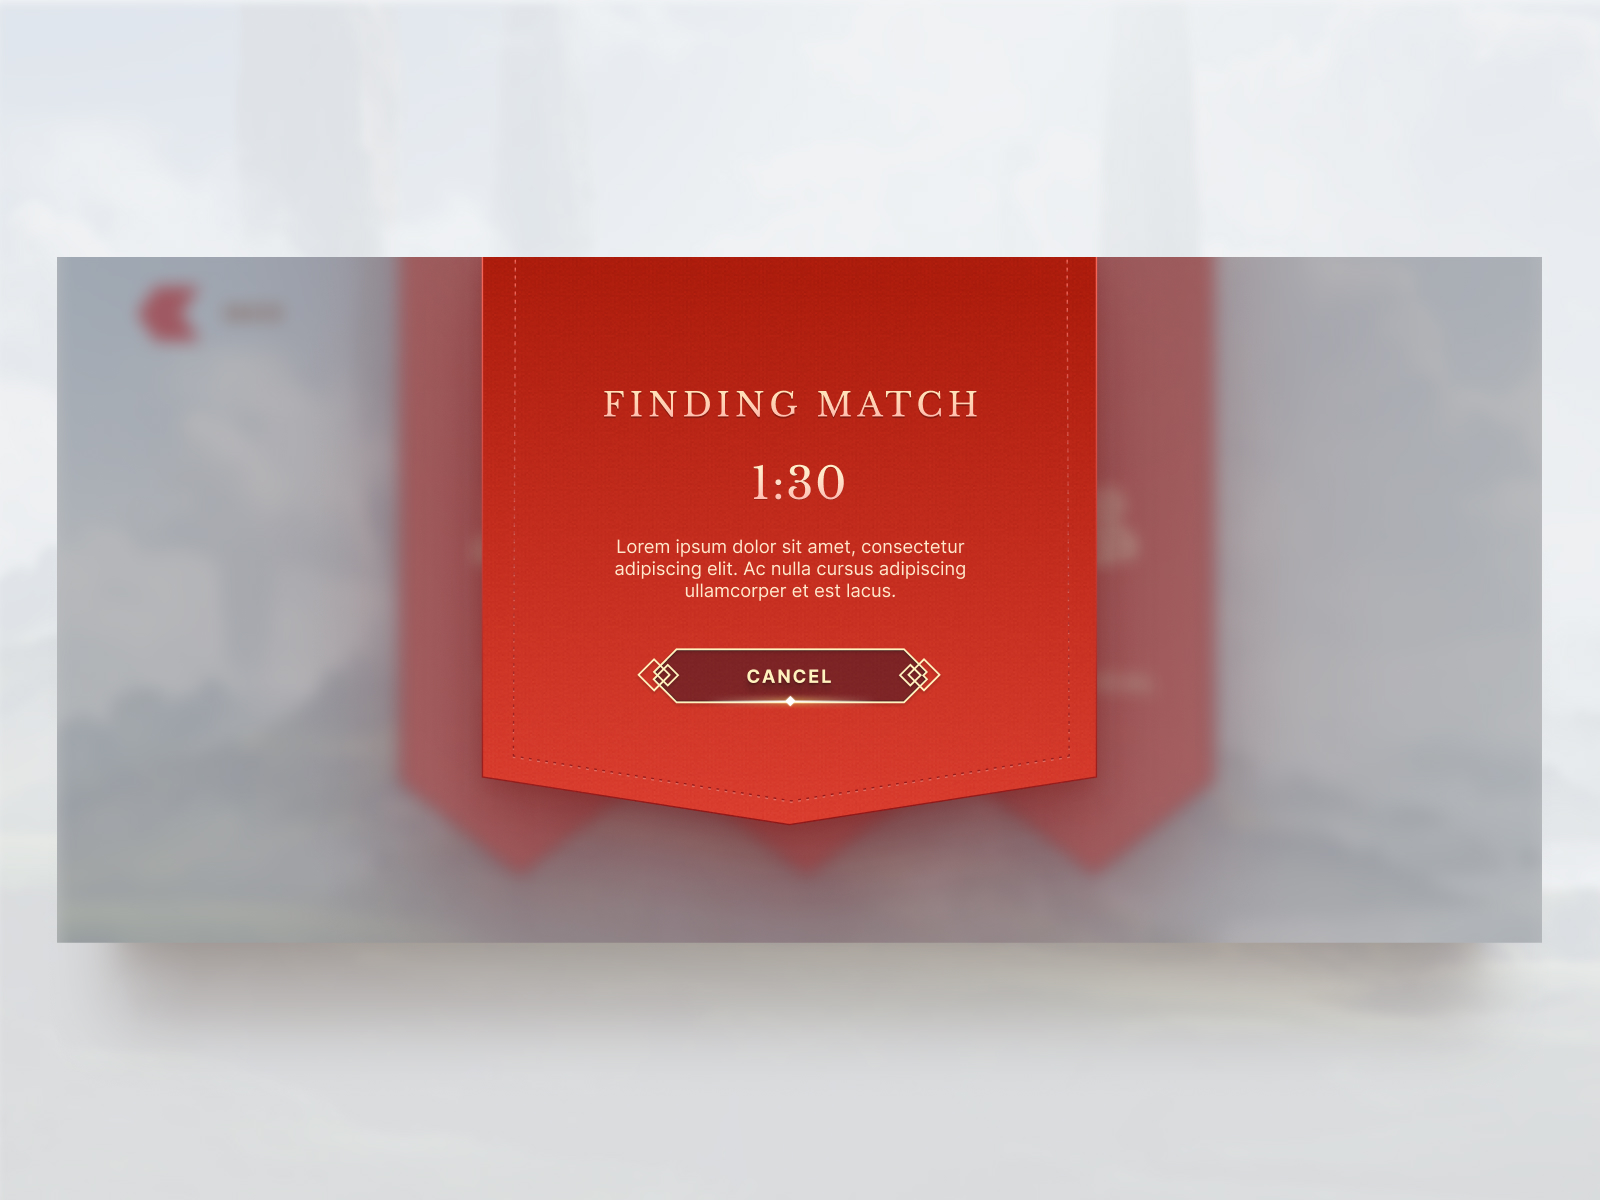 FINDING MATCH
1:30
Lorem ipsum dolor sit amet, consectetur
adipiscing elit. Ac nulla cursus adipiscing
ullamcorper et est lacus.
CANCEL